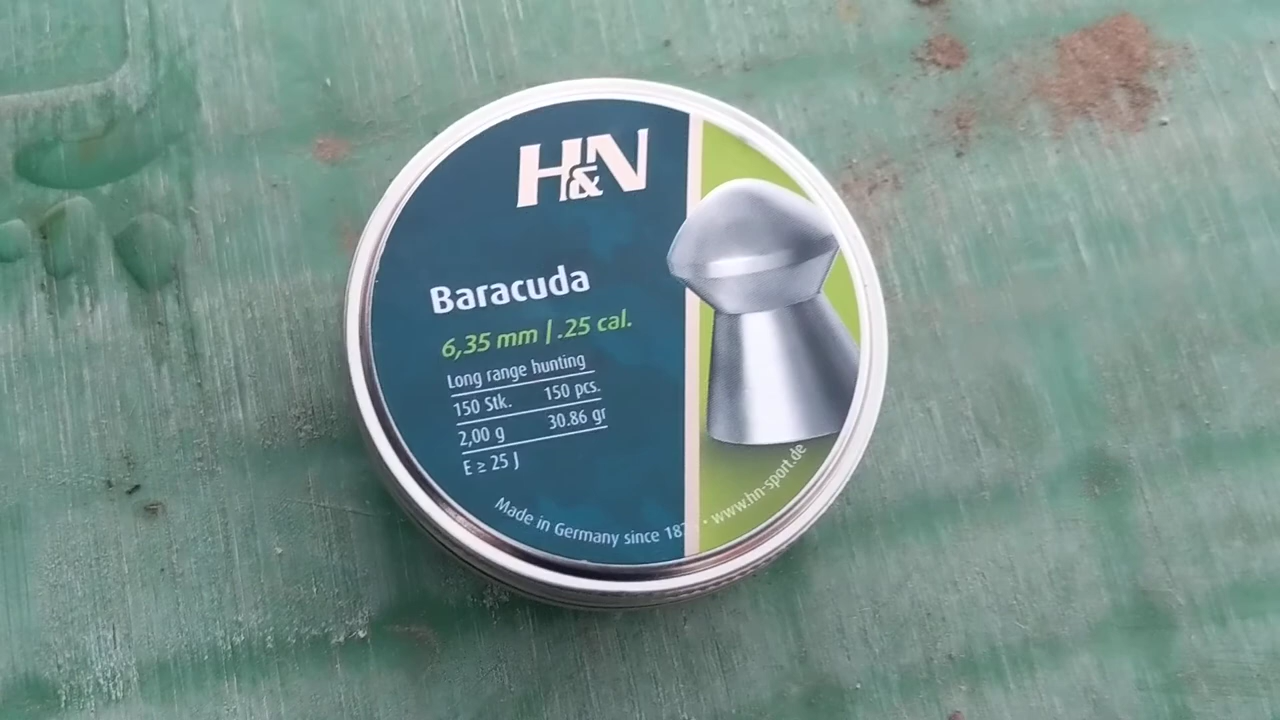 H&N
Baracuda
6,35 mm | .25 cal.
Long range hunting
150 Stk. 150 pcs.
2,00 g 30.86 gr
E ≥ 25 J
Made in Germany since • www.hn-sport.de